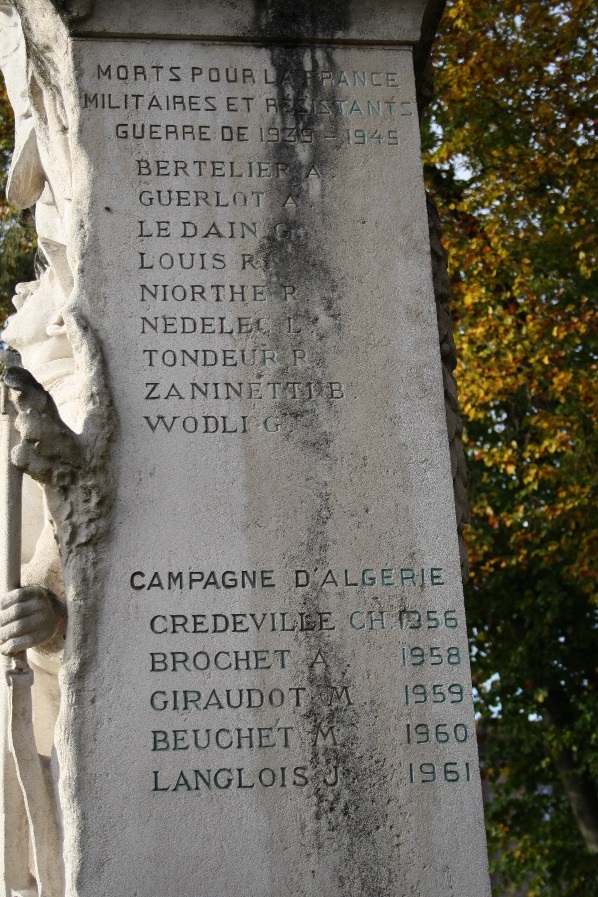 MORTS POUR LA FRANCE
MILITAIRES ET RESISTANTS
GUERRE DE 1939 - 1945
BERTELIER A.
GUERLOT A
LE DAIN G.
LOUIS R
NIORTHE R.
NEDELEC L
TONDEUR R
ZANINETTI B.
WODLI G.
CAMPAGNE D'ALGERIE
CREDEVILLE CH. 1956
BROCHET A. 1958
GIRAUDOT M 1959
BEUCHET M 1960
LANGLOIS J 1961